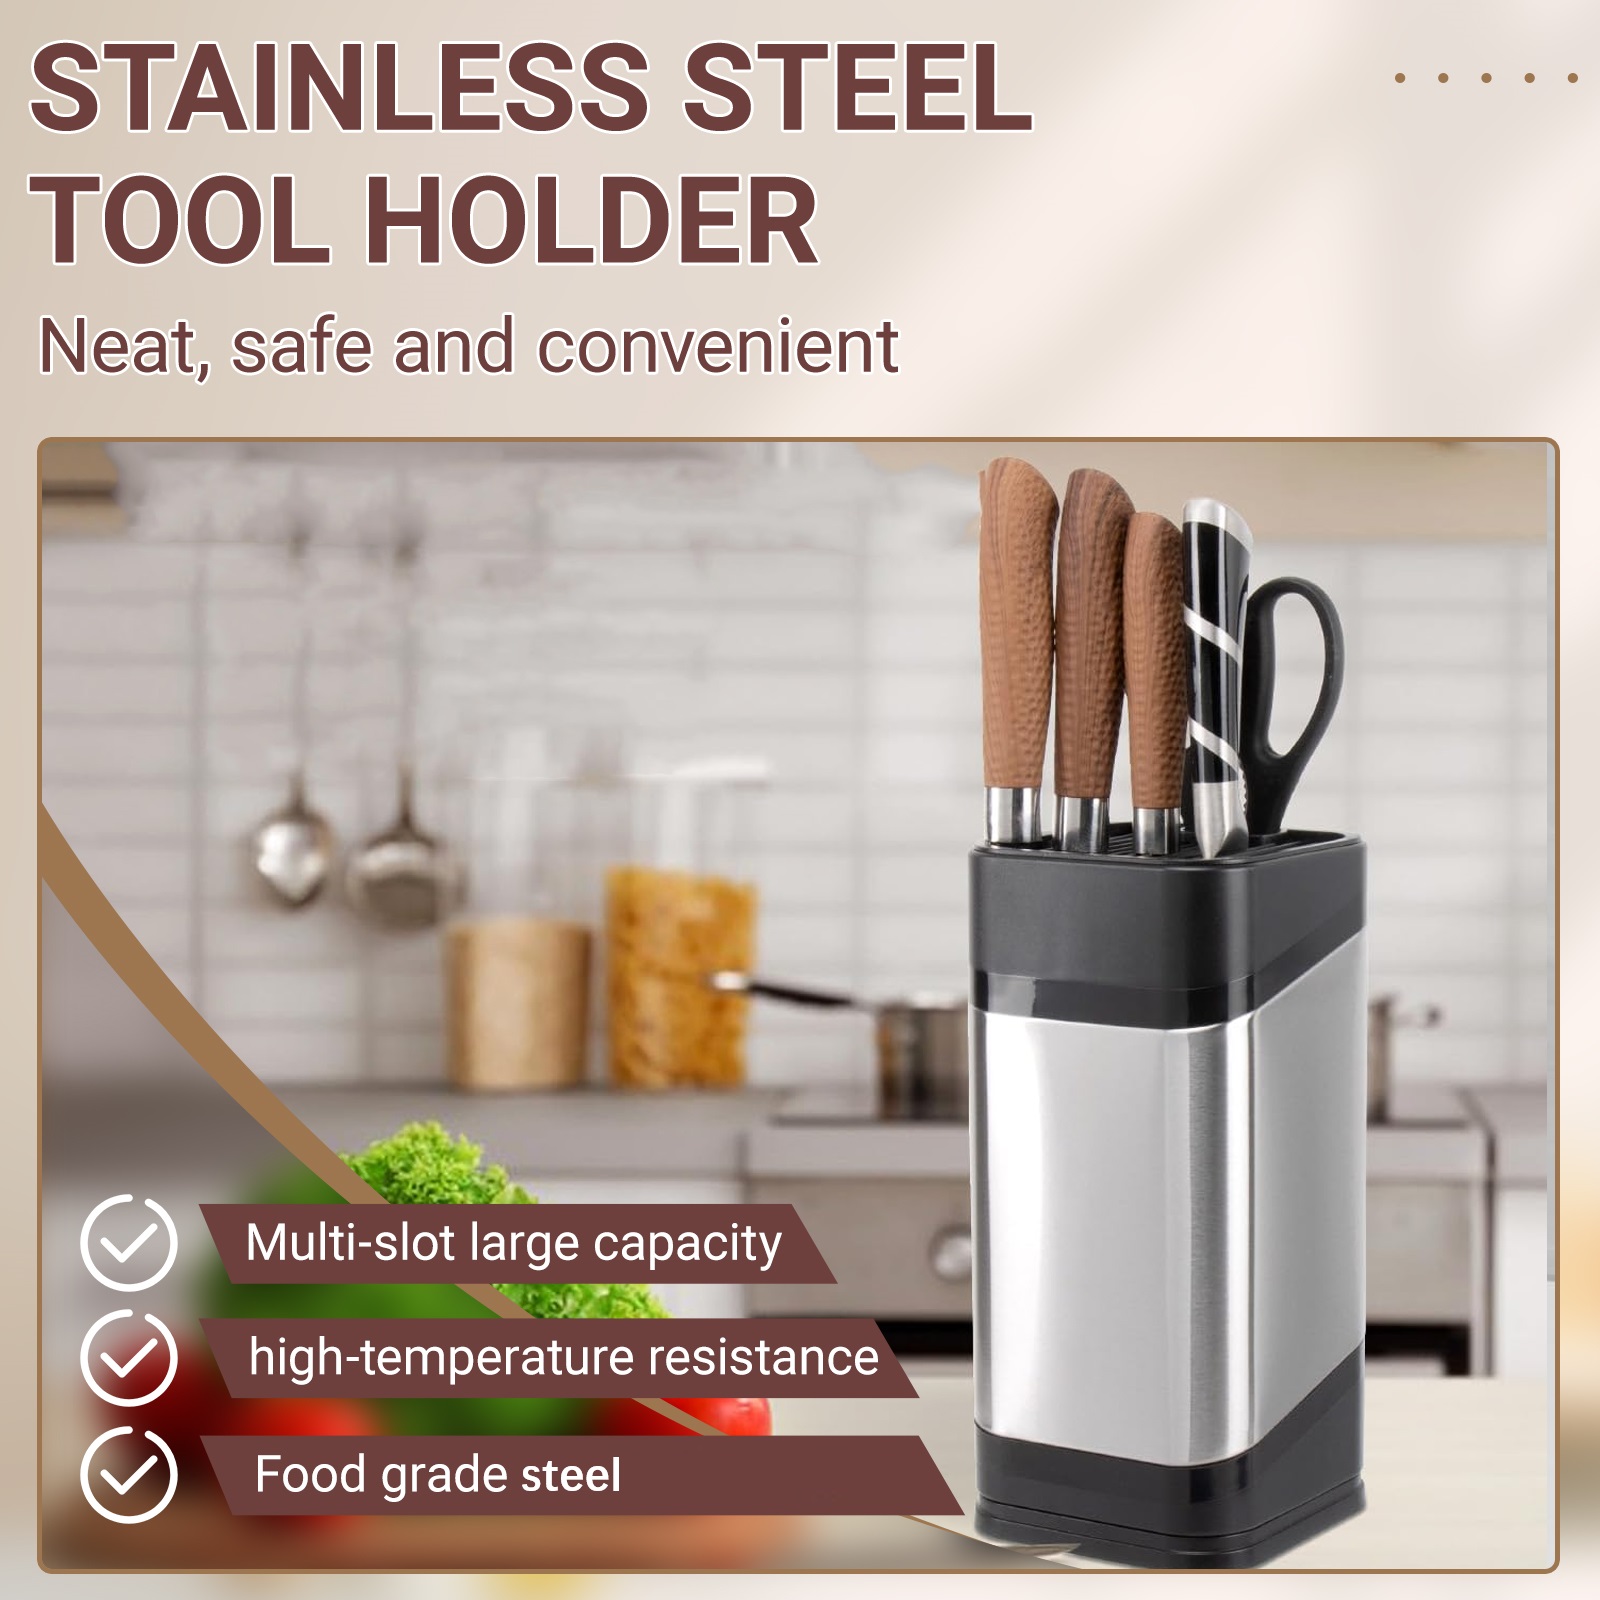 STAINLESS STEEL
TOOL HOLDER
Neat, safe and convenient
Multi-slot large capacity
high-temperature resistance
Food grade steel